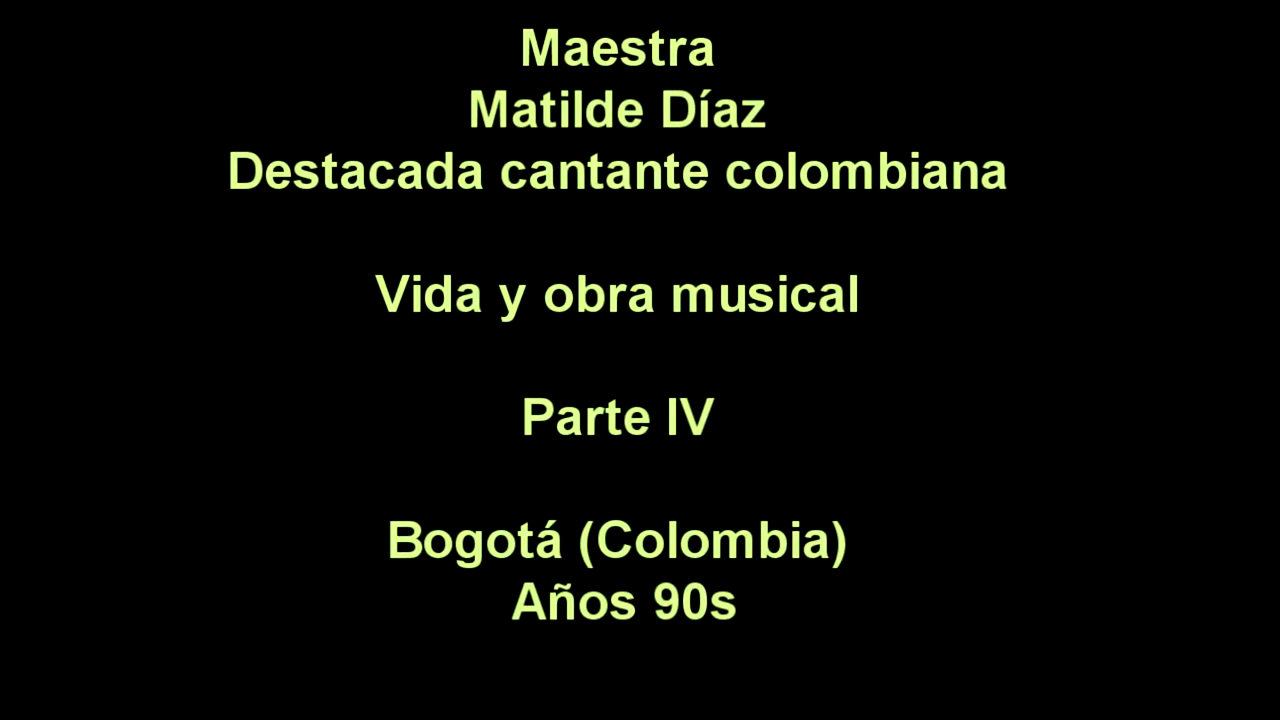 Maestra
Matilde Díaz
Destacada cantante colombiana
Vida y obra musical
Parte IV
Bogotá (Colombia)
Años 90s